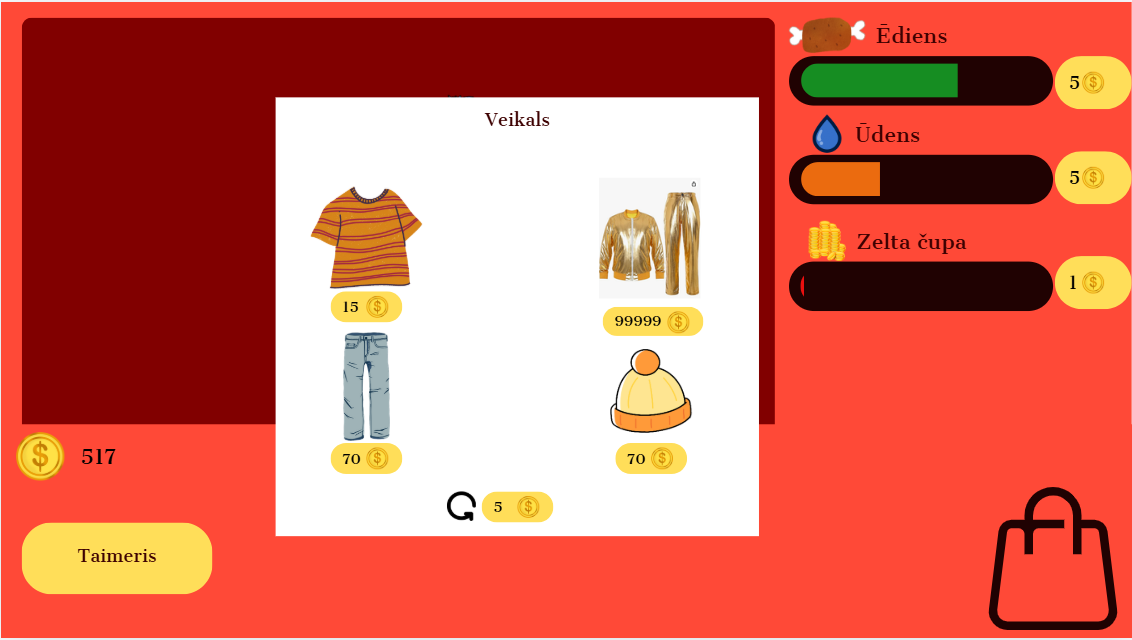 Veikals
15
99999
70
70
5
Ēdiens
5
Ūdens
5
Zelta čupa
1
517
Taimeris